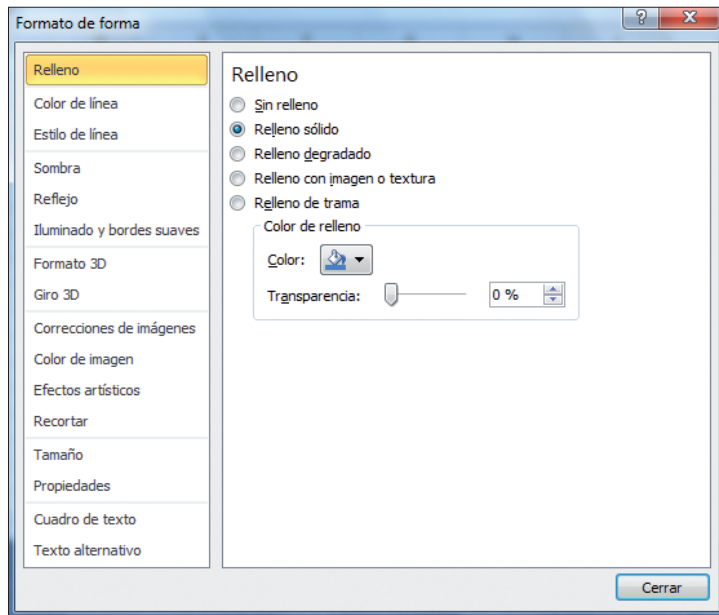 Formato de forma
Relleno
Color de línea
Estilo de línea
Sombra
Reflejo
Iluminado y bordes suaves
Formato 3D
Giro 3D
Correcciones de imágenes
Color de imagen
Efectos artísticos
Recortar
Tamaño
Propiedades
Cuadro de texto
Texto alternativo
Relleno
Sin relleno
Relleno sólido
Relleno degradado
Relleno con imagen o textura
Relleno de trama
Color de relleno
Color:
Transparencia: 0 %
Cerrar